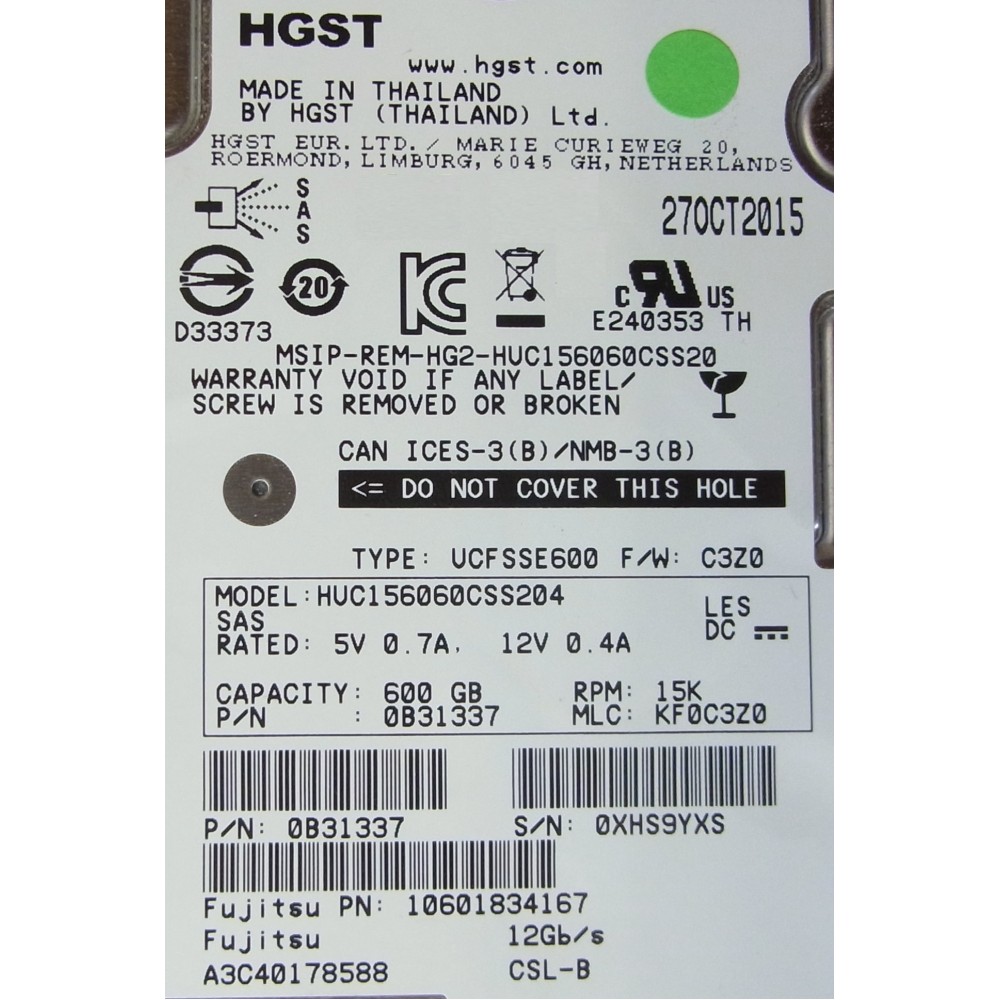 HGST
www.hgst.com
MADE IN THAILAND
BY HGST (THAILAND) Ltd.
HGST EUR. LTD. / MARIE CURIEWEG 20,
ROERMOND, LIMBURG, 6045 GH, NETHERLANDS
SAS
27OCT2015
20
D33373
c RU US
E240353 TH
MSIP-REM-HG2-HUC156060CSS20
WARRANTY VOID IF ANY LABEL/
SCREW IS REMOVED OR BROKEN
CAN ICES-3(B)/NMB-3(B)
<= DO NOT COVER THIS HOLE
TYPE: UCFSSE600 F/W: C3Z0
MODEL:HUC156060CSS204
SAS
LES
DC
RATED: 5V 0.7A, 12V 0.4A
CAPACITY: 600 GB RPM: 15K
P/N : 0B31337 MLC: KF0C3Z0
P/N: 0B31337 S/N: 0XHS9YXS
Fujitsu PN: 10601834167
Fujitsu 12Gb/s
A3C40178588 CSL-B